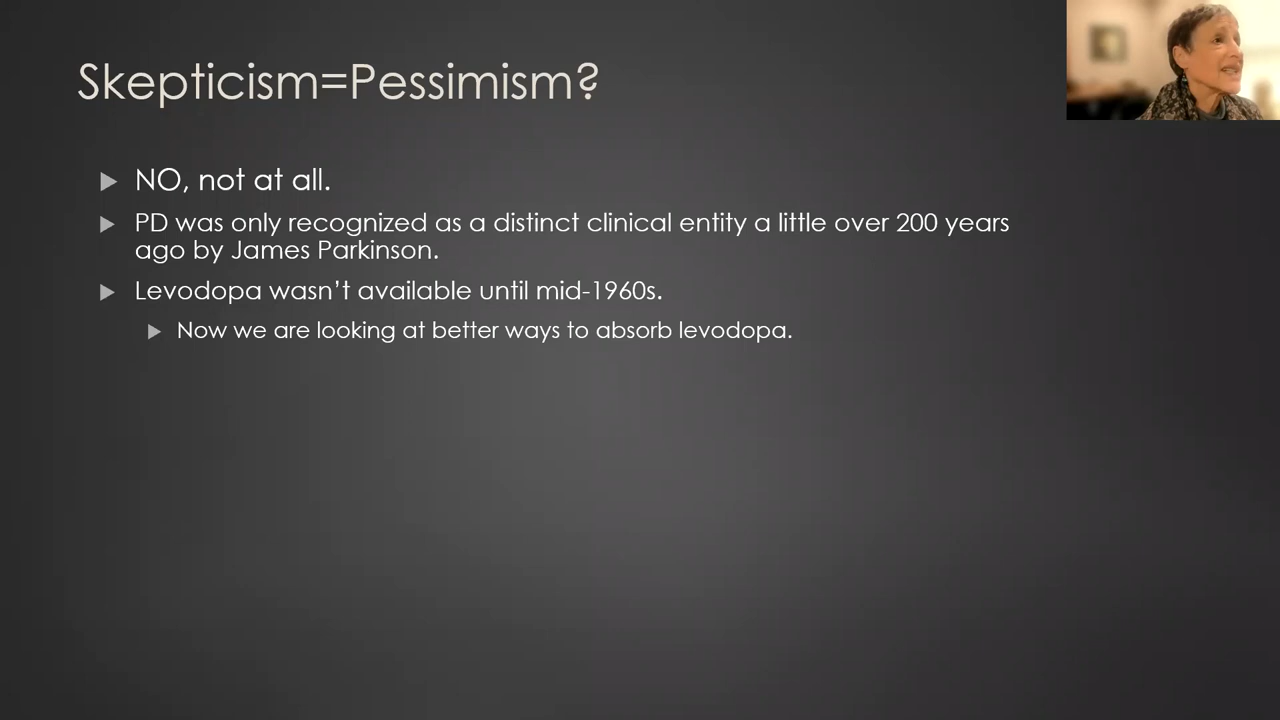 Skepticism=Pessimism?
NO, not at all.
PD was only recognized as a distinct clinical entity a little over 200 years
ago by James Parkinson.
Levodopa wasn’t available until mid-1960s.
Now we are looking at better ways to absorb levodopa.